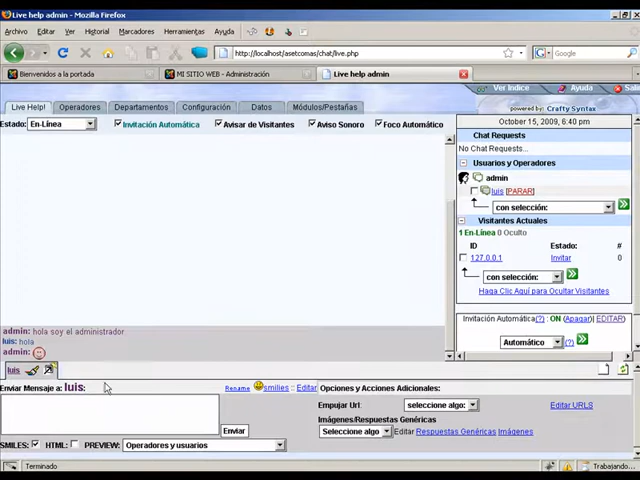 Live help admin - Mozilla Firefox
Archivo Editar Ver Historial Marcadores Herramientas Ayuda
http://localhost/asetcomas/chat/live.php
Google
Bienvenidos a la portada
MI SITIO WEB - Administración
Live help admin
Ver Indice Ayuda Sali
Live Help! Operadores Departamentos Configuración Datos Módulos/Pestañas
powered by: Crafty Syntax
Estado: En-Línea Invitación Automática Avisar de Visitantes Aviso Sonoro Foco Automático
October 15, 2009, 6:40 pm
Chat Requests
No Chat Requests...
Usuarios y Operadores
admin
luis [PARAR]
con selección:
Visitantes Actuales
1 En-Línea 0 Oculto
ID Estado: #
127.0.0.1 Invitar 0
con selección:
Haga Clic Aquí para Ocultar Visitantes
Invitación Automática(?): ON (Apagar) | EDITAR)
Automático (?)
admin: hola soy el administrador
luis: hola
admin:
luis
Enviar Mensaje a: luis:
Rename smilies :: Editar
Opciones y Acciones Adicionales:
Empujar Url: seleccione algo: Editar URLS
Imágenes/Respuestas Genéricas
Enviar
seleccione algo Editar Respuestas Genéricas Imágenes
SMILES: HTML: PREVIEW: Operadores y usuarios
Terminado
Trabajando...